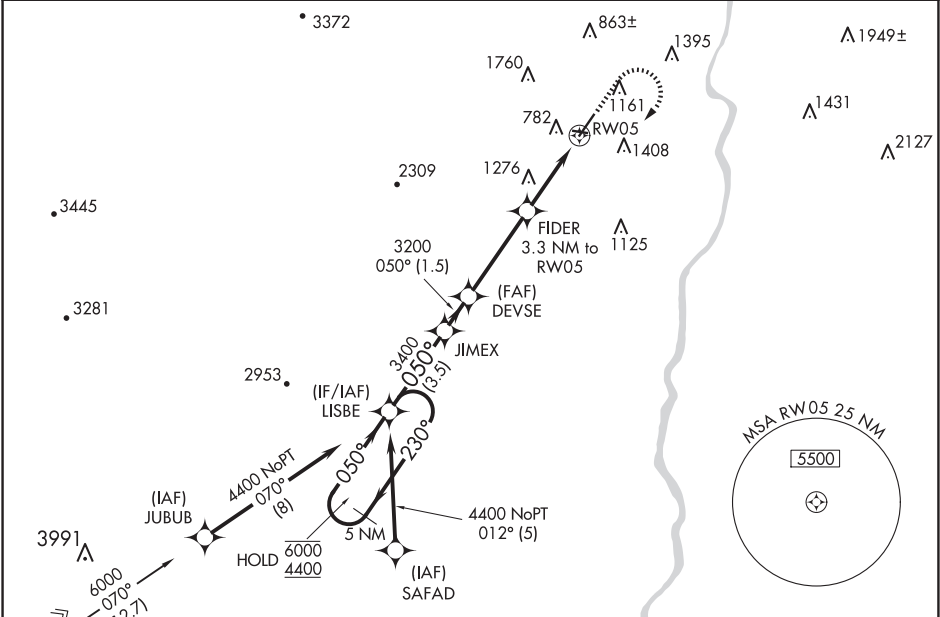 3372
863±
1395
1949±
1760
1161
1431
782
RW05
1408
2127
1276
2309
3445
FIDER
3.3 NM to
RW05
1125
3200
050° (1.5)
(FAF)
DEVSE
3281
JIMEX
3400
050°
(3.5)
2953
(IF/IAF)
LISBE
MSA RW05 25 NM
5500
050°
230°
4400 NoPT
070°
(8)
(IAF)
JUBUB
4400 NoPT
012° (5)
5 NM
3991
HOLD
6000
4400
(IAF)
SAFAD
6000
070°
2.7)